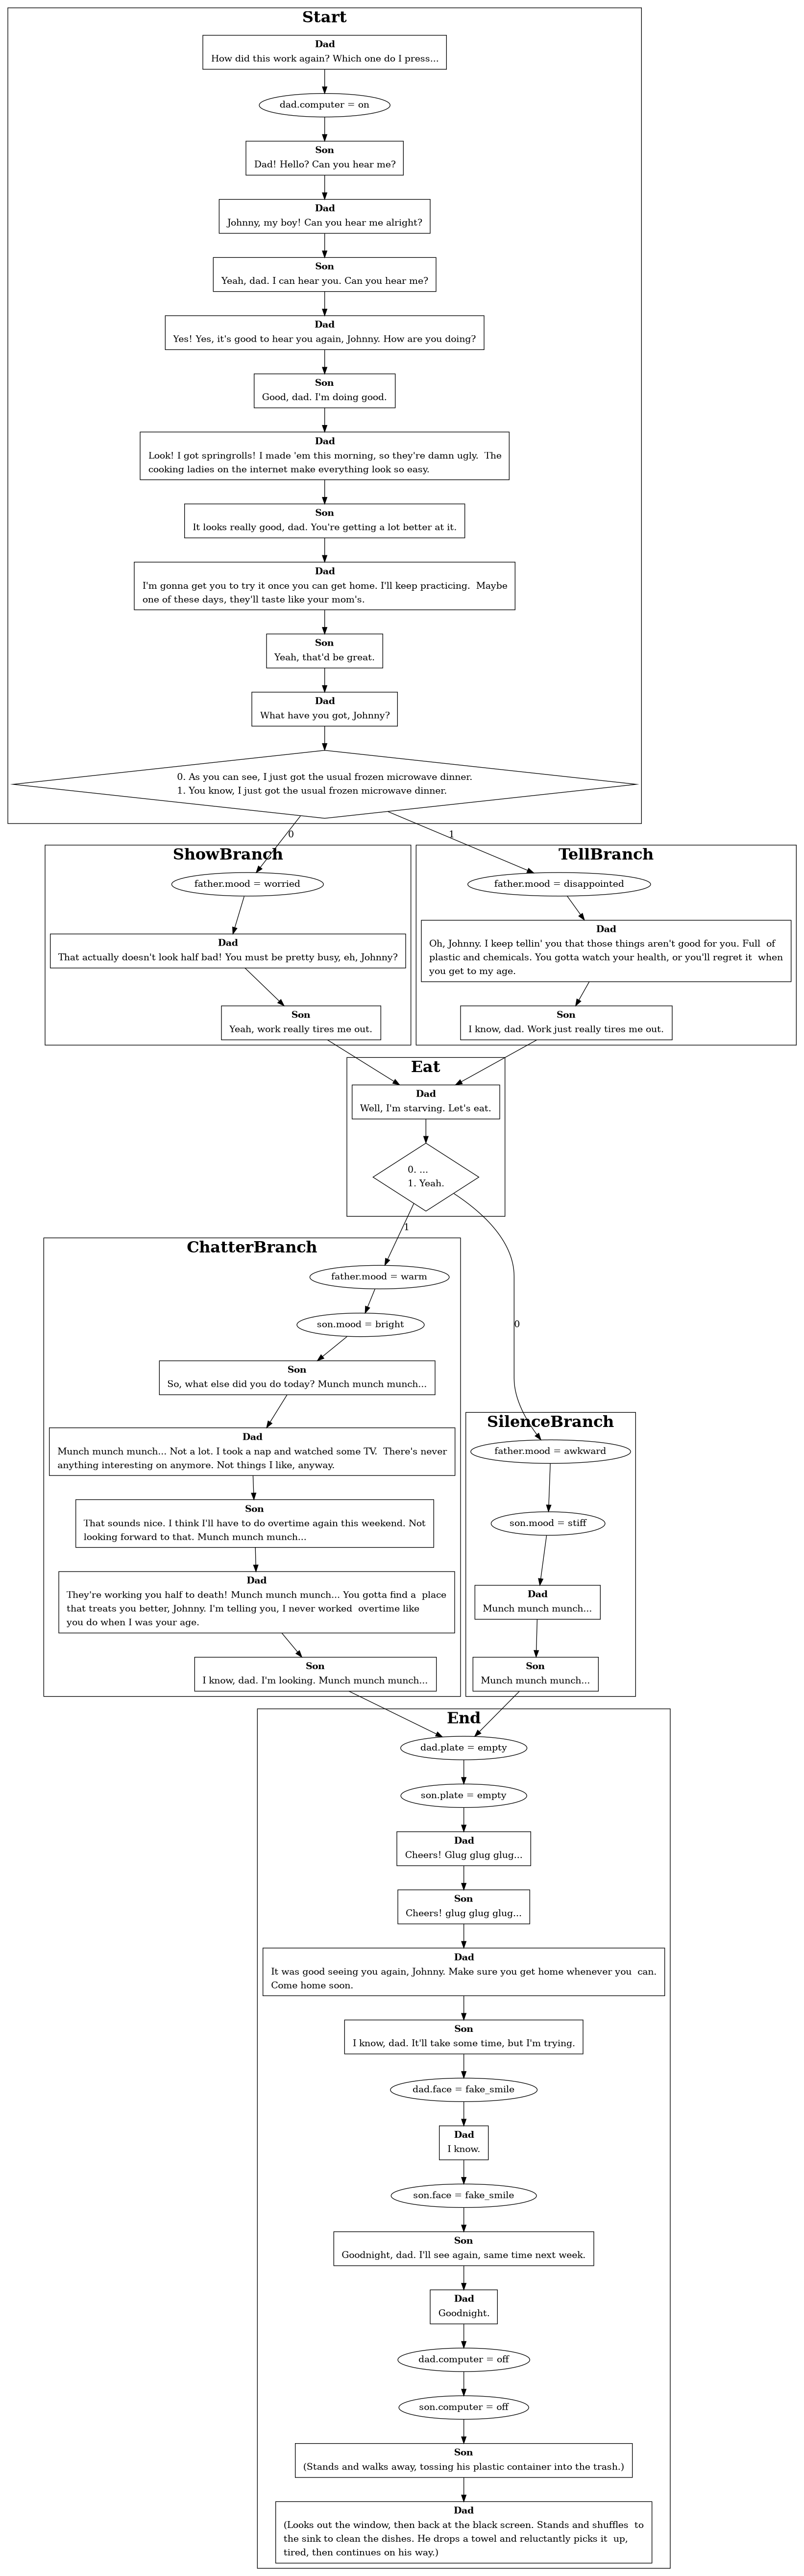 Start
Dad
How did this work again? Which one do I press...
dad.computer = on
Son
Dad! Hello? Can you hear me?
Dad
Johnny, my boy! Can you hear me alright?
Son
Yeah, dad. I can hear you. Can you hear me?
Dad
Yes! Yes, it's good to hear you again, Johnny. How are you doing?
Son
Good, dad. I'm doing good.
Dad
Look! I got springrolls! I made 'em this morning, so they're damn ugly.  The
cooking ladies on the internet make everything look so easy.
Son
It looks really good, dad. You're getting a lot better at it.
Dad
I'm gonna get you to try it once you can get home. I'll keep practicing.  Maybe
one of these days, they'll taste like your mom's.
Son
Yeah, that'd be great.
Dad
What have you got, Johnny?
0. As you can see, I just got the usual frozen microwave dinner.
1. You know, I just got the usual frozen microwave dinner.
0
1
ShowBranch
father.mood = worried
Dad
That actually doesn't look half bad! You must be pretty busy, eh, Johnny?
Son
Yeah, work really tires me out.
TellBranch
father.mood = disappointed
Dad
Oh, Johnny. I keep tellin' you that those things aren't good for you. Full  of
plastic and chemicals. You gotta watch your health, or you'll regret it  when
you get to my age.
Son
I know, dad. Work just really tires me out.
Eat
Dad
Well, I'm starving. Let's eat.
0. ...
1. Yeah.
1
0
ChatterBranch
father.mood = warm
son.mood = bright
Son
So, what else did you do today? Munch munch munch...
Dad
Munch munch munch... Not a lot. I took a nap and watched some TV.  There's never
anything interesting on anymore. Not things I like, anyway.
Son
That sounds nice. I think I'll have to do overtime again this weekend. Not
looking forward to that. Munch munch munch...
Dad
They're working you half to death! Munch munch munch... You gotta find a  place
that treats you better, Johnny. I'm telling you, I never worked  overtime like
you do when I was your age.
Son
I know, dad. I'm looking. Munch munch munch...
SilenceBranch
father.mood = awkward
son.mood = stiff
Dad
Munch munch munch...
Son
Munch munch munch...
End
dad.plate = empty
son.plate = empty
Dad
Cheers! Glug glug glug...
Son
Cheers! glug glug glug...
Dad
It was good seeing you again, Johnny. Make sure you get home whenever you  can.
Come home soon.
Son
I know, dad. It'll take some time, but I'm trying.
dad.face = fake_smile
Dad
I know.
son.face = fake_smile
Son
Goodnight, dad. I'll see again, same time next week.
Dad
Goodnight.
dad.computer = off
son.computer = off
Son
(Stands and walks away, tossing his plastic container into the trash.)
Dad
(Looks out the window, then back at the black screen. Stands and shuffles  to
the sink to clean the dishes. He drops a towel and reluctantly picks it  up,
tired, then continues on his way.)